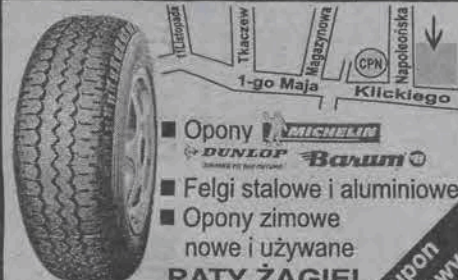 11 Listopada
Tkaczew
Magazynowa
CPN
Napoleońska
1-go Maja
Klickiego
■ Opony MICHELIN
DUNLOP Barum
■ Felgi stalowe i aluminiowe
■ Opony zimowe
nowe i używane
RATY ŻAGIEL